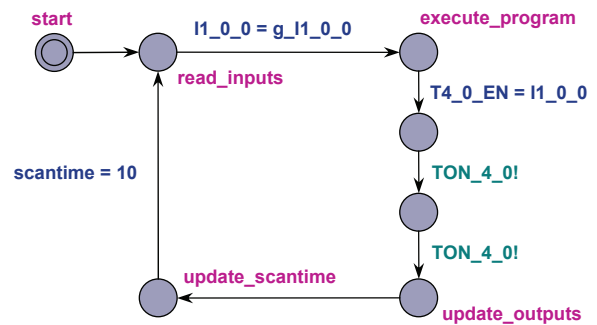 start
I1_0_0 = g_I1_0_0
execute_program
read_inputs
T4_0_EN = I1_0_0
scantime = 10
TON_4_0!
TON_4_0!
update_scantime
update_outputs